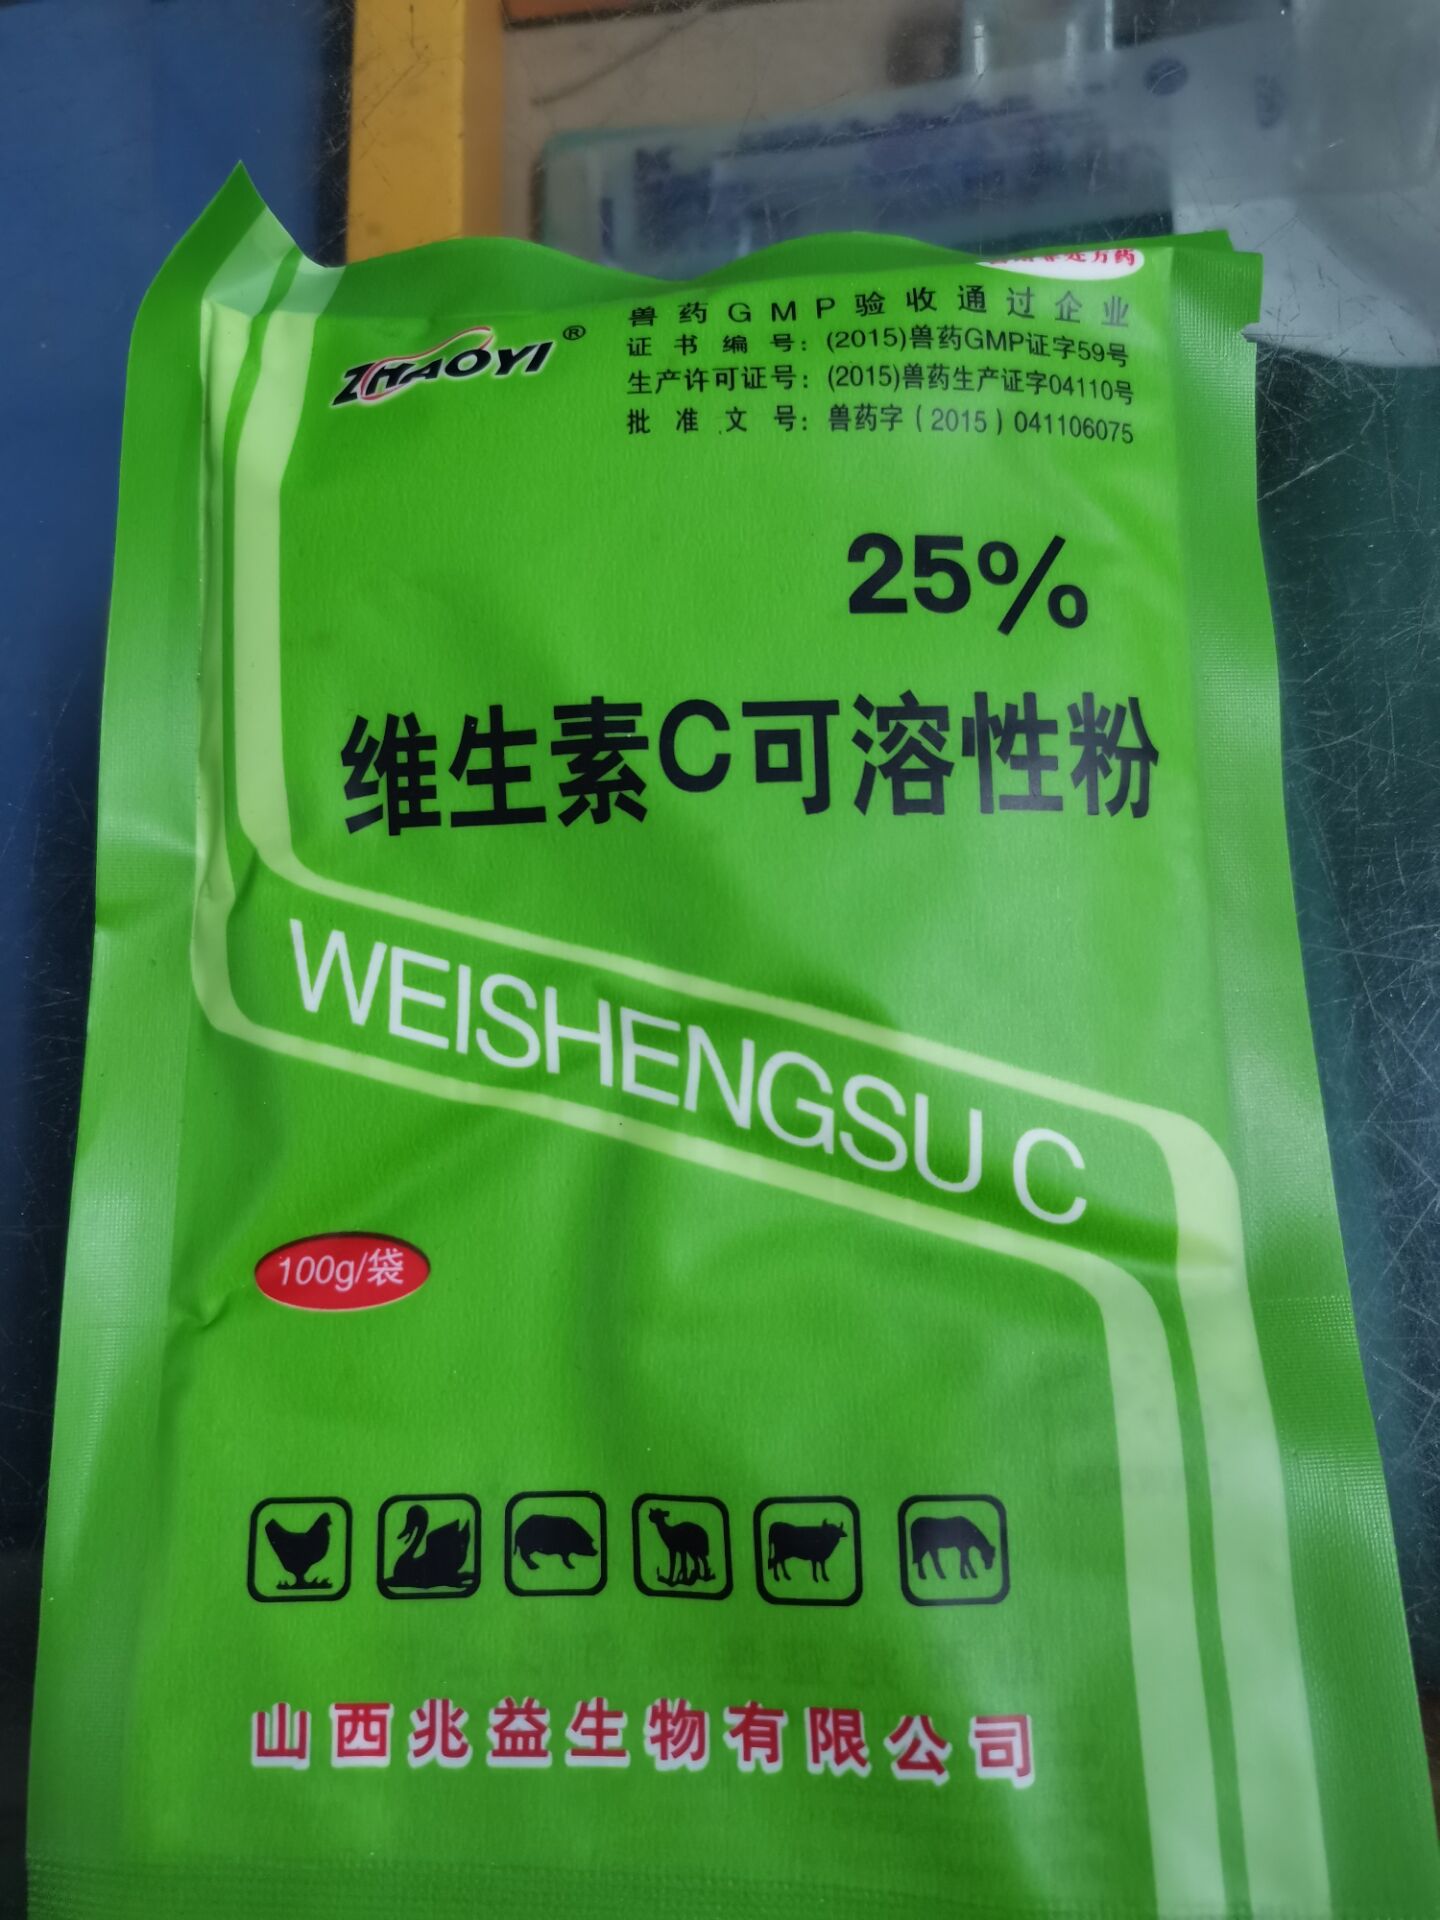 处方药
ZHAOYI®
兽药GMP验收通过企业
证书编号：(2015)兽药GMP证字59号
生产许可证号：(2015)兽药生产证字04110号
批准文号：兽药字（2015）041106075
25%
维生素C可溶性粉
WEISHENGSU C
100g/袋
山西兆益生物有限公司